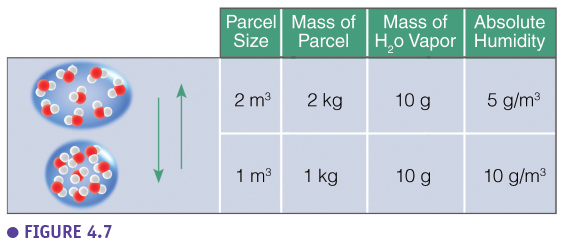 Parcel Size Mass of Parcel Mass of H₂o Vapor Absolute Humidity
2 m³ 2 kg 10 g 5 g/m³
1 m³ 1 kg 10 g 10 g/m³
● FIGURE 4.7